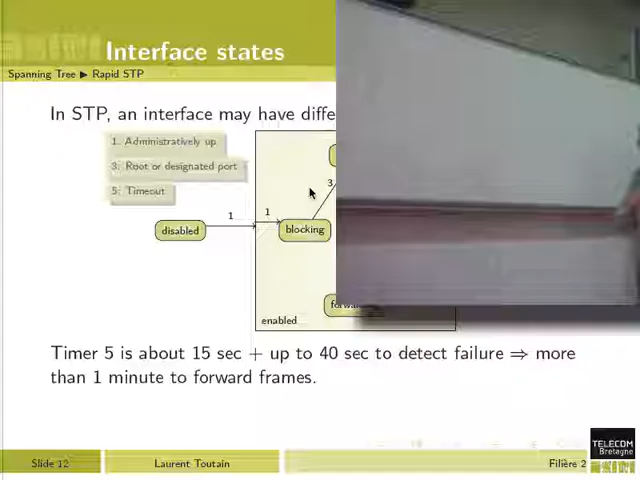 Interface states
Spanning Tree ▶ Rapid STP
In STP, an interface may have
1: Administratively up
3: Root or designated port
5: Timeout
3
1
1
disabled
blocking
enabled
Timer 5 is about 15 sec + up to 40 sec to detect failure ⇒ more
than 1 minute to forward frames.
TELECOM
Bretagne
Slide 12
Laurent Toutain
Filière 2